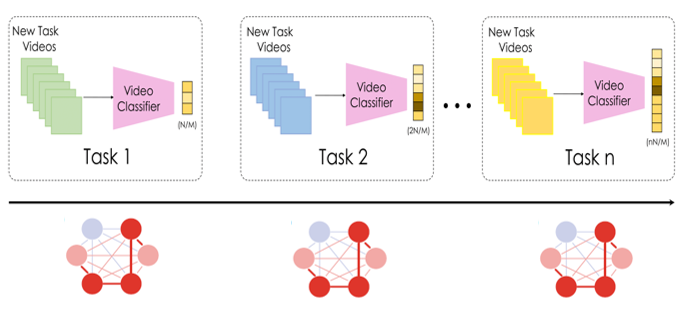 New Task
Videos
Video
Classifier
(N/M)
Task 1
New Task
Videos
Video
Classifier
(2N/M)
Task 2
New Task
Videos
Video
Classifier
(nN/M)
Task n